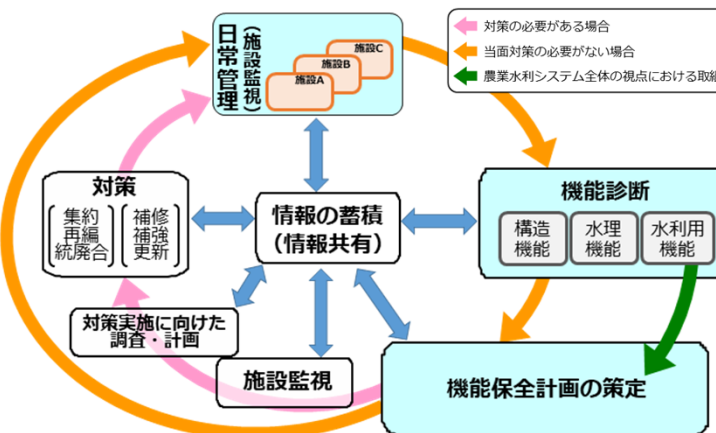 対策の必要がある場合
当面対策の必要がない場合
農業水利システム全体の視点における取組
日常管理
(施設監視)
施設C
施設B
施設A
対策
集約
再編
統廃合
補修
補強
更新
情報の蓄積
(情報共有)
機能診断
構造
機能
水理
機能
水利用
機能
対策実施に向けた
調査・計画
施設監視
機能保全計画の策定